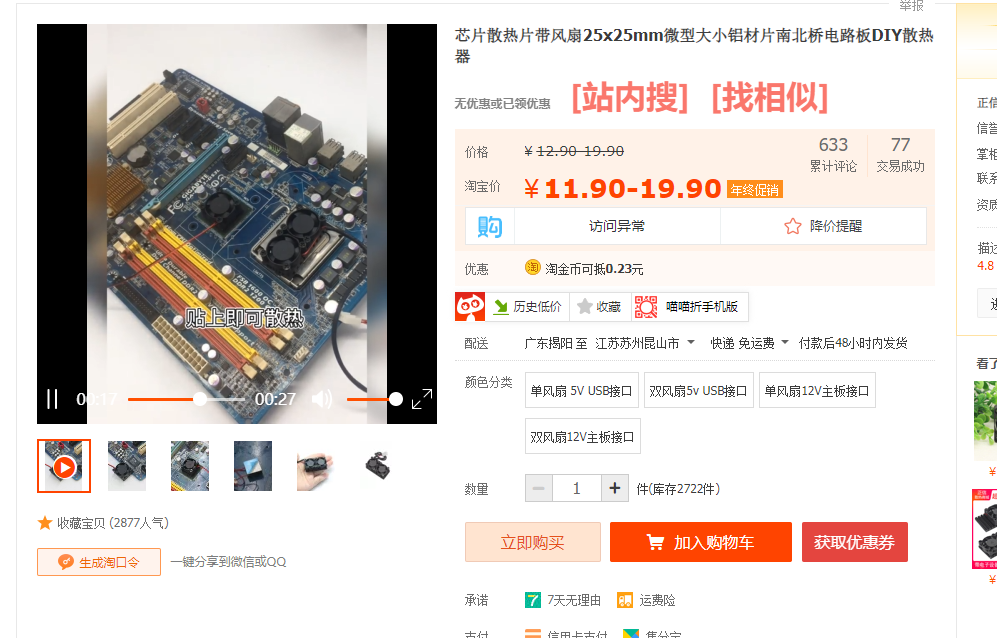 举报
芯片散热片带风扇25x25mm微型大小铝材片南北桥电路板DIY散热
器
无优惠或已领优惠 [站内搜] [找相似]
价格 ¥ 12.90-19.90
633 累计评论
77 交易成功
淘宝价 ¥ 11.90-19.90 年终促销
购 访问异常 降价提醒
优惠 淘 淘金币可抵0.23元
历史低价 收藏 喵喵折手机版
配送 广东揭阳 至 江苏苏州昆山市 快递 免运费 付款后48小时内发货
颜色分类 单风扇 5V USB接口 双风扇5v USB接口 单风扇12V主板接口
双风扇12V主板接口
数量 − 1 + 件(库存2722件)
立即购买 加入购物车 获取优惠券
承诺 7 7天无理由 运费险
支付 信用卡支付 集分宝
GIGABYTE
贴上即可散热
00:17 00:27
收藏宝贝 (2877人气)
生成淘口令 一键分享到微信或QQ
正信
信誉
掌柜
联系
资质
描述
4.8
进
看了
¥
¥